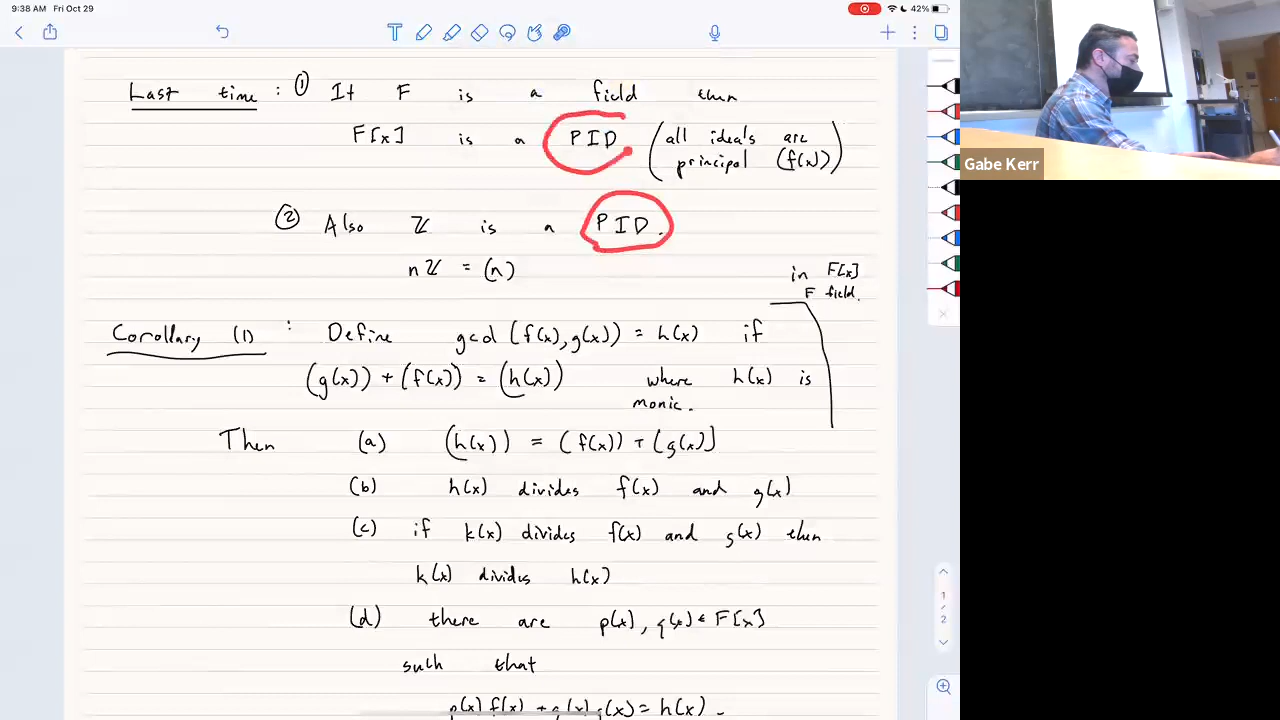 9:38 AM Fri Oct 29
42%
Last time : ① If F is a field then
F[x] is a PID (all ideals are
principal (f(x)))
② Also ℤ is a PID.
nℤ = (n)
in F[x]
F field.
Corollary (1) : Define gcd (f(x), g(x)) = h(x) if
(g(x)) + (f(x)) = (h(x)) where h(x) is
monic.
Then (a) (h(x)) = (f(x)) + (g(x))
(b) h(x) divides f(x) and g(x)
(c) if k(x) divides f(x) and g(x) then
k(x) divides h(x)
(d) there are p(x), q(x) ∈ F[x]
such that
p(x) f(x) + q(x) g(x) = h(x).
1
/
2
Gabe Kerr